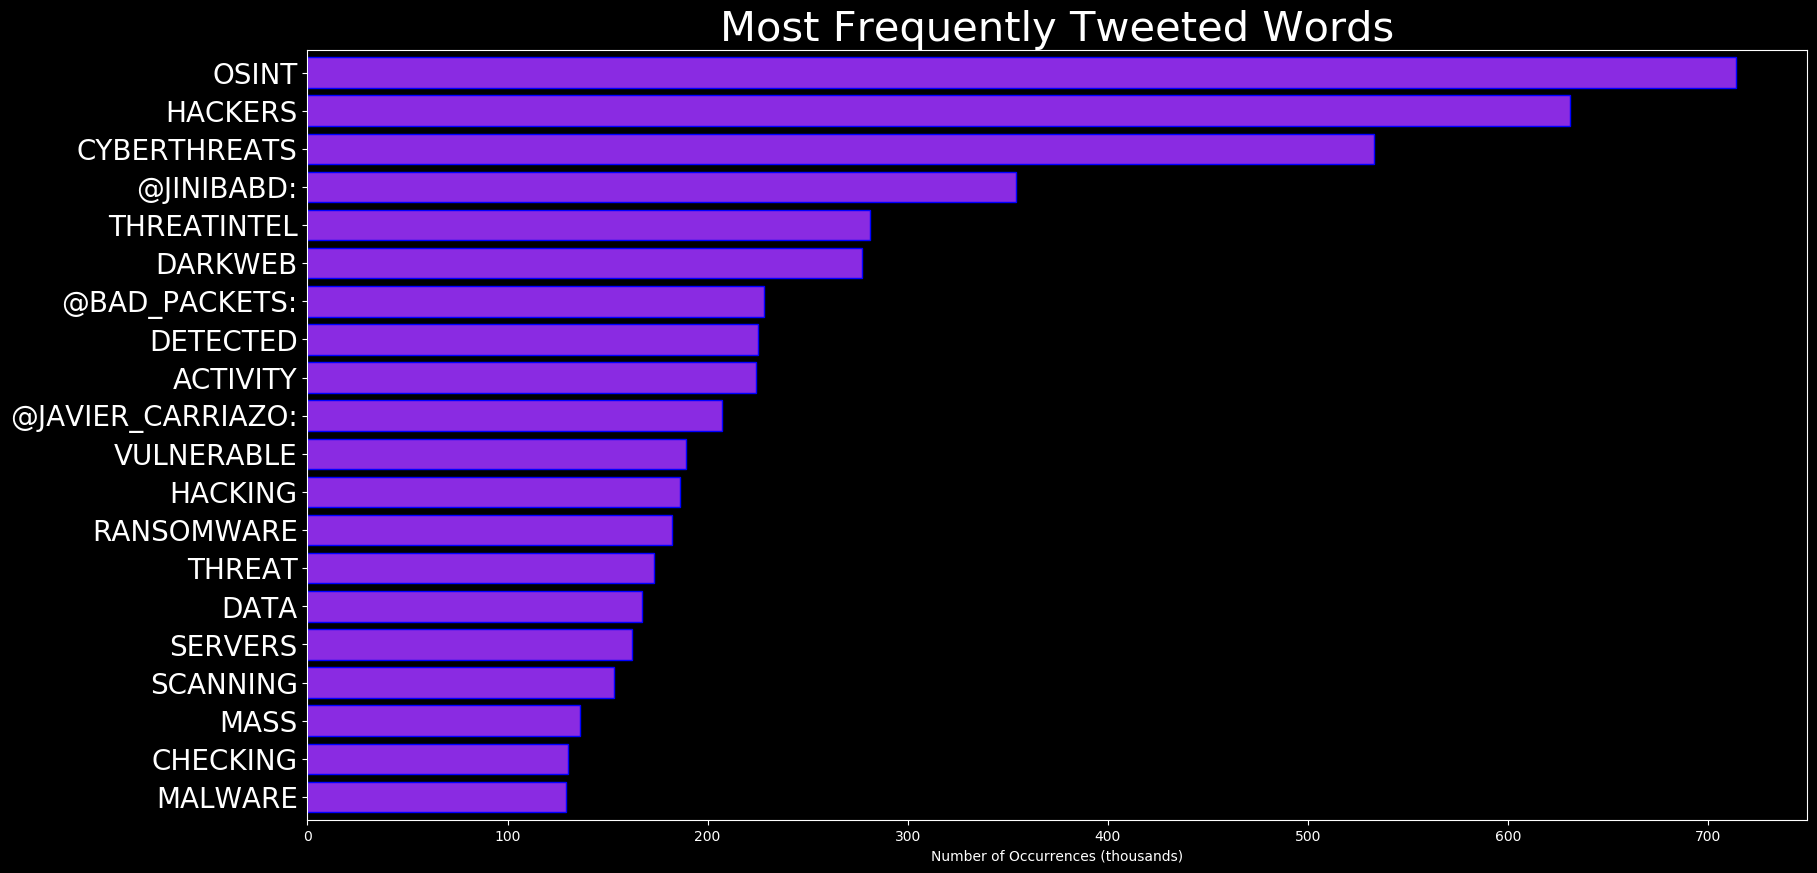 Most Frequently Tweeted Words
OSINT
HACKERS
CYBERTHREATS
@JINIBABD:
THREATINTEL
DARKWEB
@BAD_PACKETS:
DETECTED
ACTIVITY
@JAVIER_CARRIAZO:
VULNERABLE
HACKING
RANSOMWARE
THREAT
DATA
SERVERS
SCANNING
MASS
CHECKING
MALWARE
0 100 200 300 400 500 600 700
Number of Occurrences (thousands)